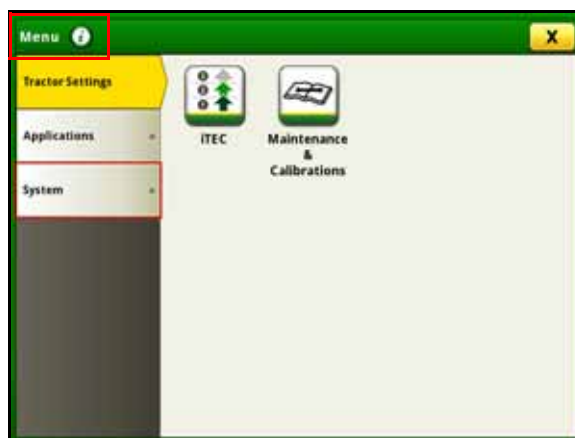 Menu i
X
Tractor Settings
Applications
System
iTEC
Maintenance
&
Calibrations